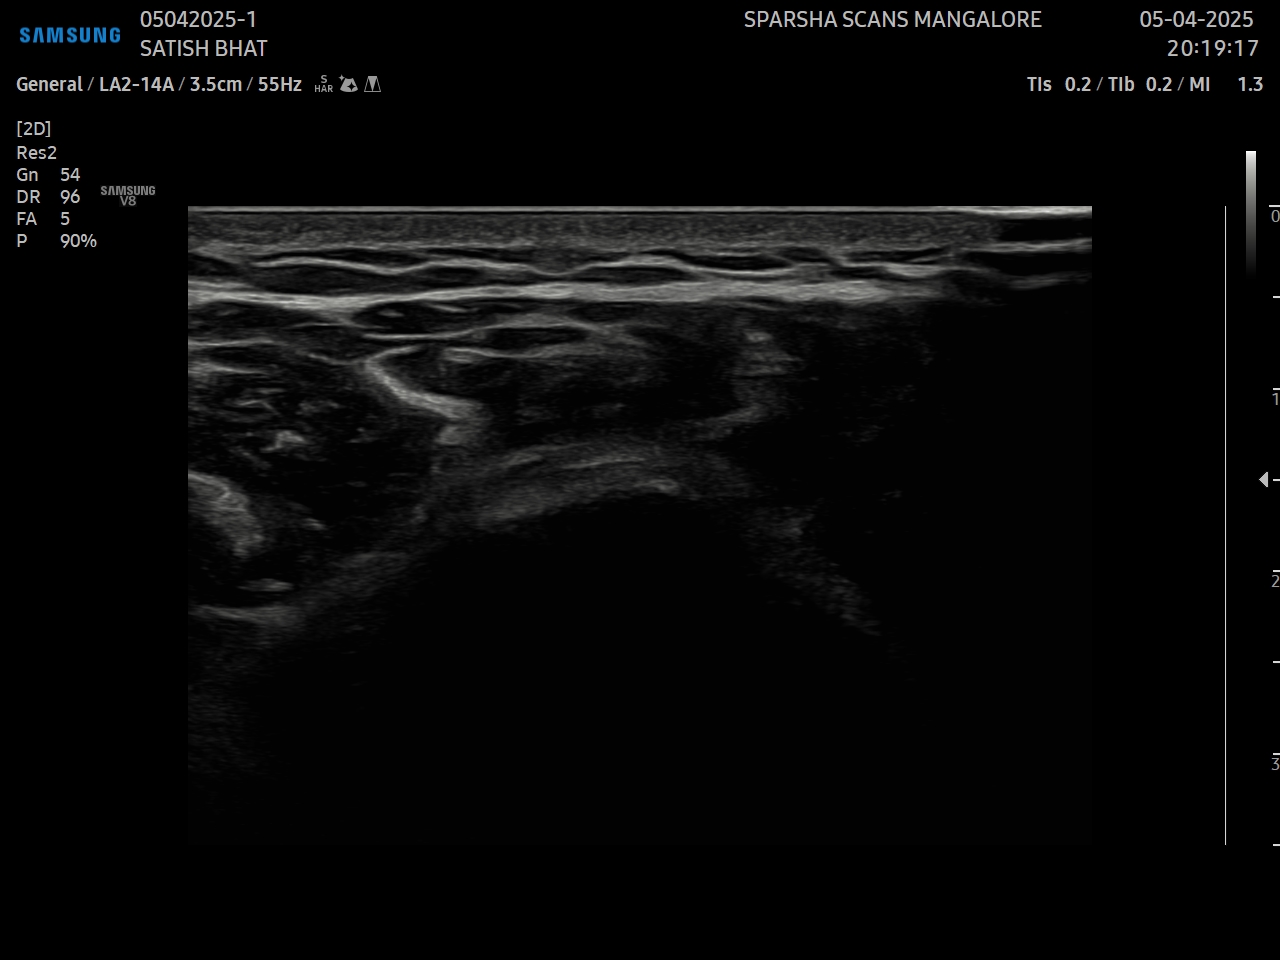 SAMSUNG
05042025-1
SATISH BHAT
SPARSHA SCANS MANGALORE
05-04-2025
20:19:17
General / LA2-14A / 3.5cm / 55Hz
S
HAR
TIs 0.2 / TIb 0.2 / MI 1.3
[2D]
Res2
Gn 54
DR 96
FA 5
P 90%
SAMSUNG
V8
0
1
2
3